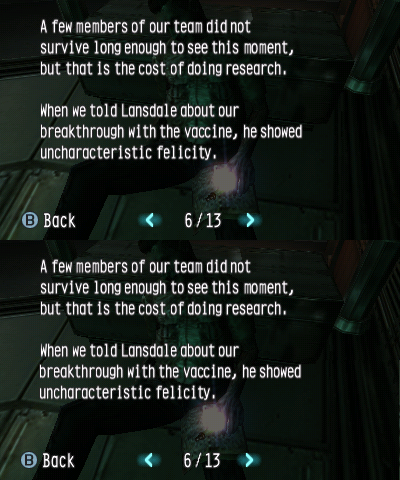 A few members of our team did not
survive long enough to see this moment,
but that is the cost of doing research.
When we told Lansdale about our
breakthrough with the vaccine, he showed
uncharacteristic felicity.
B Back
6/13
A few members of our team did not
survive long enough to see this moment,
but that is the cost of doing research.
When we told Lansdale about our
breakthrough with the vaccine, he showed
uncharacteristic felicity.
B Back
6/13